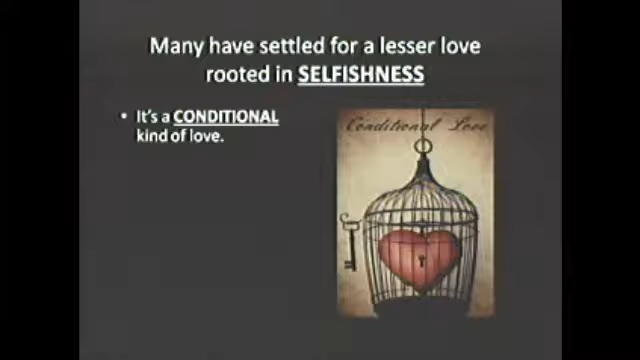 Many have settled for a lesser love
rooted in SELFISHNESS
• It's a CONDITIONAL
kind of love.
Conditional Love